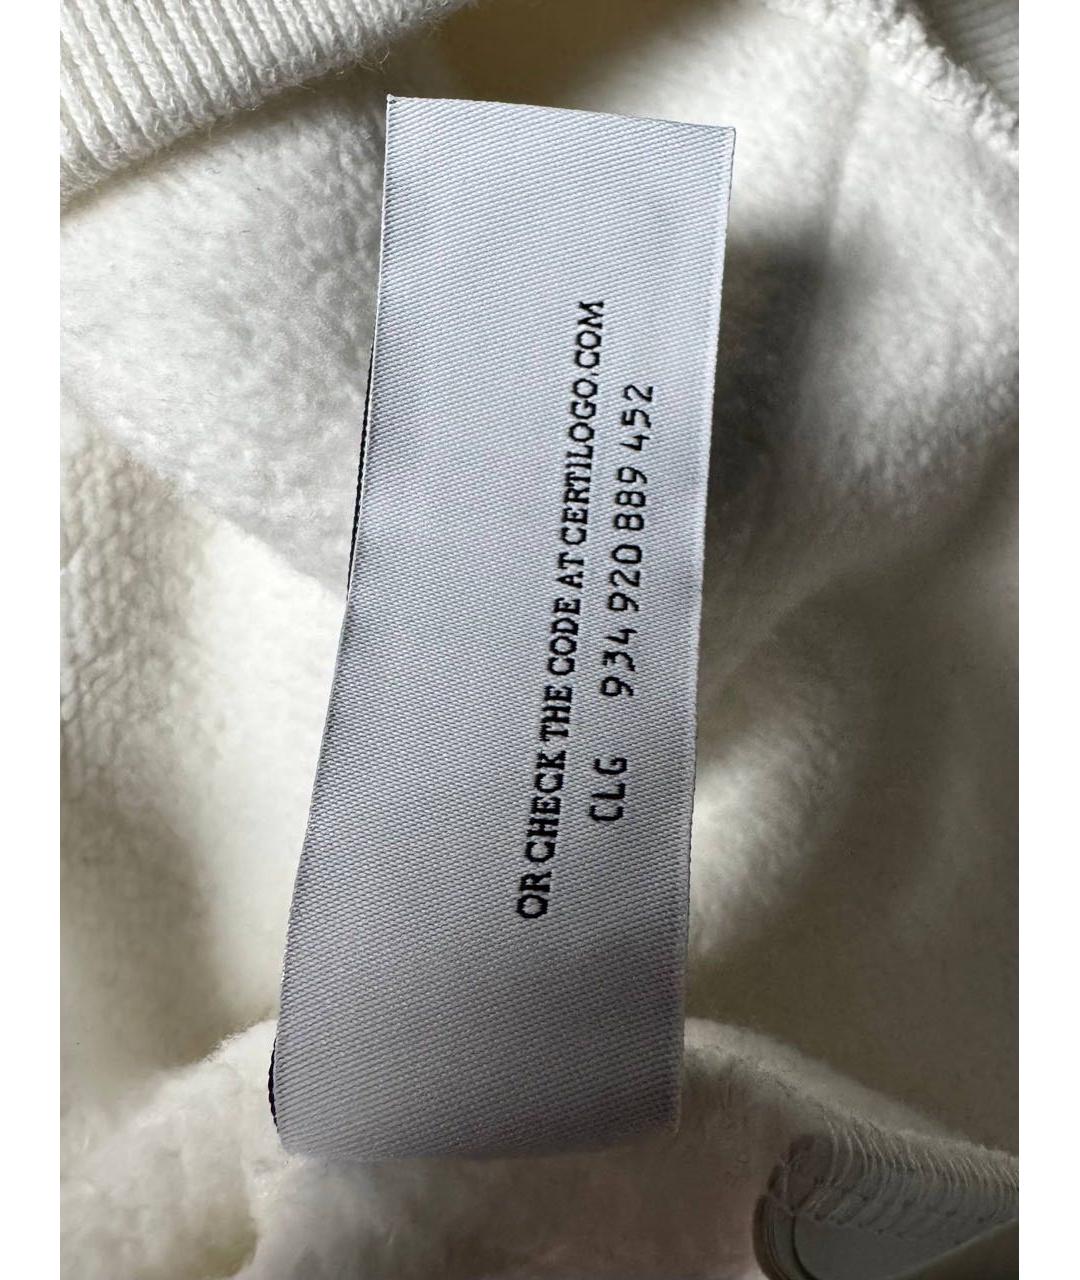 OR CHECK THE CODE AT CERTILOGO.COM
CLG 934 920 889 452